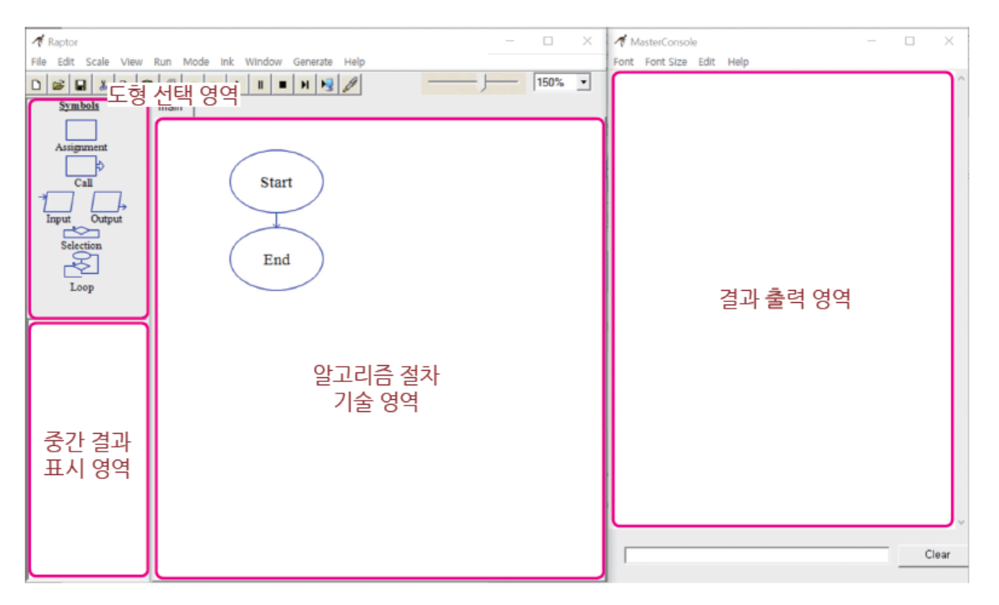 Raptor
File Edit Scale View Run Mode Ink Window Generate Help
150%
도형 선택 영역
Symbols
main
Assignment
Call
Input Output
Selection
Loop
Start
End
알고리즘 절차
기술 영역
중간 결과
표시 영역
MasterConsole
Font Font Size Edit Help
결과 출력 영역
Clear